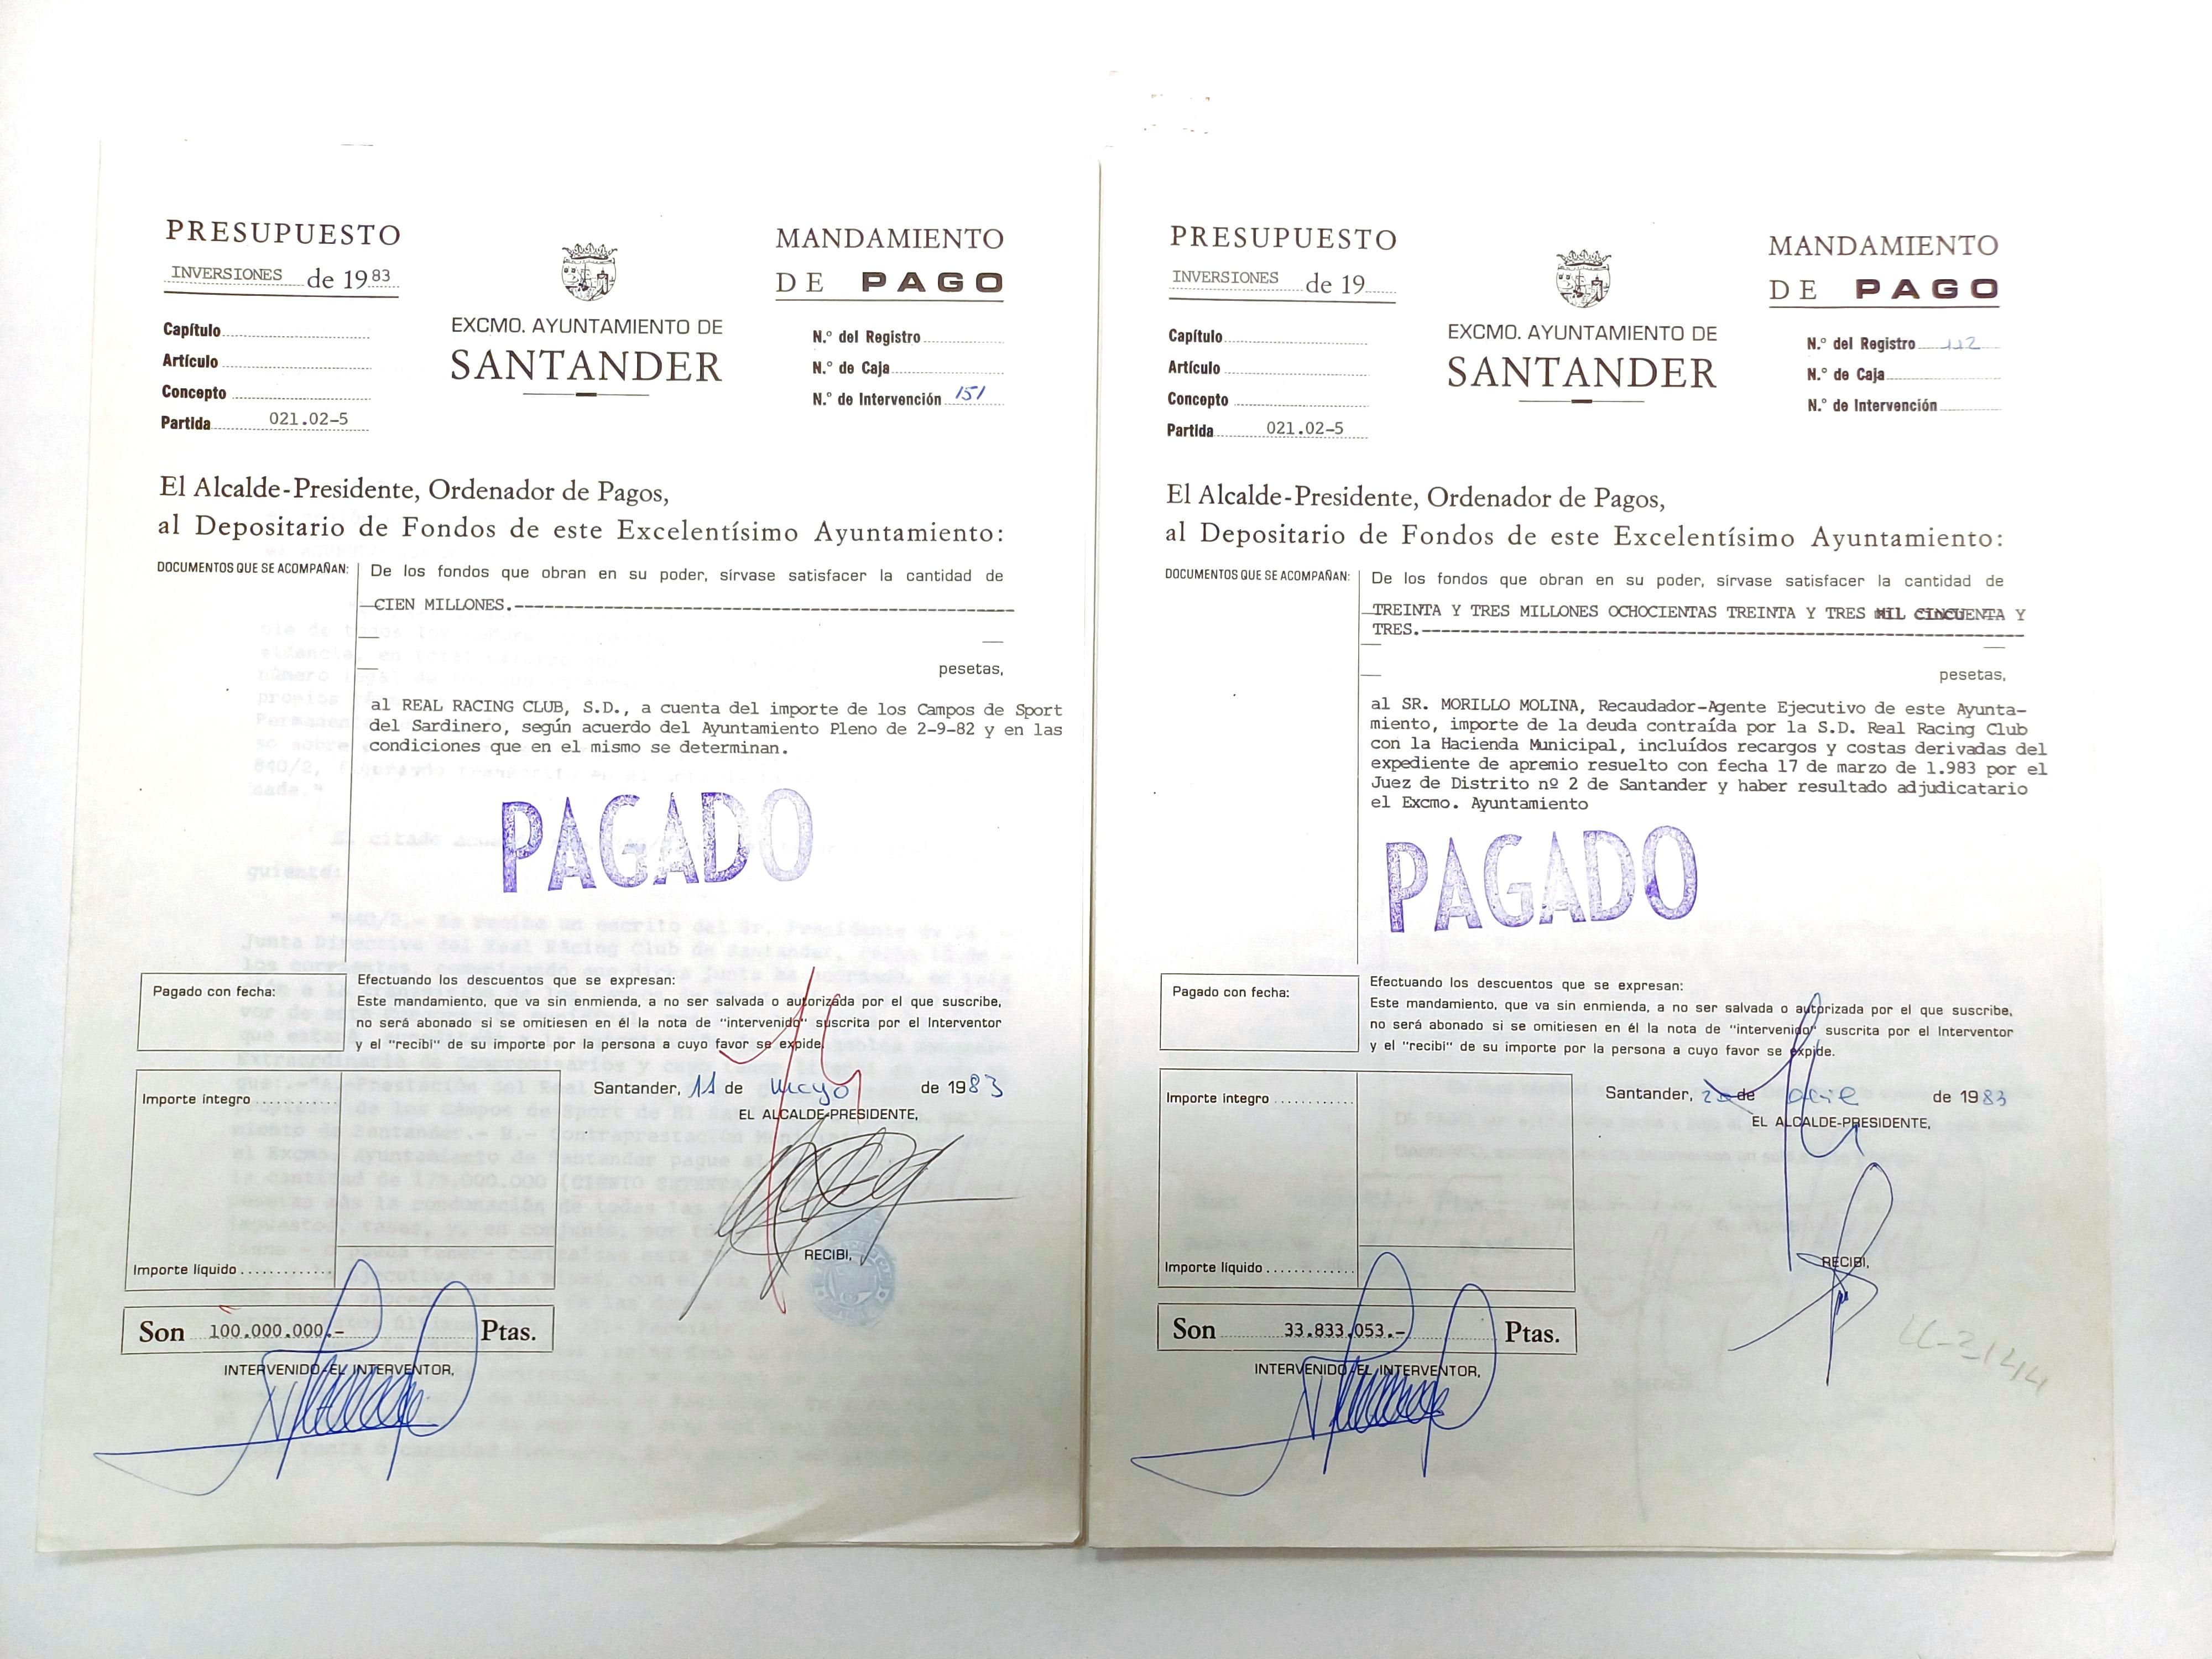 PRESUPUESTO
INVERSIONES de 1983
Capítulo
Artículo
Concepto
Partida 021.02-5
EXCMO. AYUNTAMIENTO DE
SANTANDER
MANDAMIENTO
DE PAGO
N.º del Registro
N.º de Caja
N.º de Intervención 151
El Alcalde-Presidente, Ordenador de Pagos,
al Depositario de Fondos de este Excelentísimo Ayuntamiento:
DOCUMENTOS QUE SE ACOMPAÑAN:
De los fondos que obran en su poder, sírvase satisfacer la cantidad de
CIEN MILLONES.
pesetas,
al REAL RACING CLUB, S.D., a cuenta del importe de los Campos de Sport
del Sardinero, según acuerdo del Ayuntamiento Pleno de 2-9-82 y en las
condiciones que en el mismo se determinan.
PAGADO
Pagado con fecha:
Efectuando los descuentos que se expresan:
Este mandamiento, que va sin enmienda, a no ser salvada o autorizada por el que suscribe,
no será abonado si se omitiesen en él la nota de "intervenido" suscrita por el Interventor
y el "recibí" de su importe por la persona a cuyo favor se expide.
Importe íntegro
Santander, 11 de mayo de 1983
EL ALCALDE-PRESIDENTE,
RECIBI,
Importe líquido
Son 100.000.000.- Ptas.
INTERVENIDO-EL INTERVENTOR,
PRESUPUESTO
INVERSIONES de 19
Capítulo
Artículo
Concepto
Partida 021.02-5
EXCMO. AYUNTAMIENTO DE
SANTANDER
MANDAMIENTO
DE PAGO
N.º del Registro 112
N.º de Caja
N.º de Intervención
El Alcalde-Presidente, Ordenador de Pagos,
al Depositario de Fondos de este Excelentísimo Ayuntamiento:
DOCUMENTOS QUE SE ACOMPAÑAN:
De los fondos que obran en su poder, sírvase satisfacer la cantidad de
TREINTA Y TRES MILLONES OCHOCIENTAS TREINTA Y TRES MIL CINCUENTA Y
TRES.
pesetas,
al SR. MORILLO MOLINA, Recaudador-Agente Ejecutivo de este Ayunta-
miento, importe de la deuda contraída por la S.D. Real Racing Club
con la Hacienda Municipal, incluídos recargos y costas derivadas del
expediente de apremio resuelto con fecha 17 de marzo de 1.983 por el
Juez de Distrito nº 2 de Santander y haber resultado adjudicatario
el Excmo. Ayuntamiento
PAGADO
Pagado con fecha:
Efectuando los descuentos que se expresan:
Este mandamiento, que va sin enmienda, a no ser salvada o autorizada por el que suscribe,
no será abonado si se omitiesen en él la nota de "intervenido" suscrita por el Interventor
y el "recibi" de su importe por la persona a cuyo favor se expide.
Importe íntegro
Santander, de de 1983
EL ALCALDE-PRESIDENTE,
RECIBI,
Importe líquido
Son 33.833.053.- Ptas.
INTERVENIDO-EL INTERVENTOR,
LC-3144